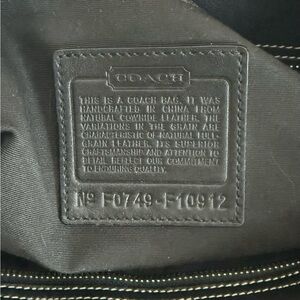 COACH
THIS IS A COACH BAG. IT WAS
HANDCRAFTED IN CHINA FROM
NATURAL COWHIDE LEATHER. THE
VARIATIONS IN THE GRAIN ARE
CHARACTERISTIC OF NATURAL FULL-
GRAIN LEATHER. ITS SUPERIOR
CRAFTSMANSHIP AND ATTENTION TO
DETAIL REFLECT OUR COMMITMENT
TO ENDURING QUALITY.
Nº F0749-F10912